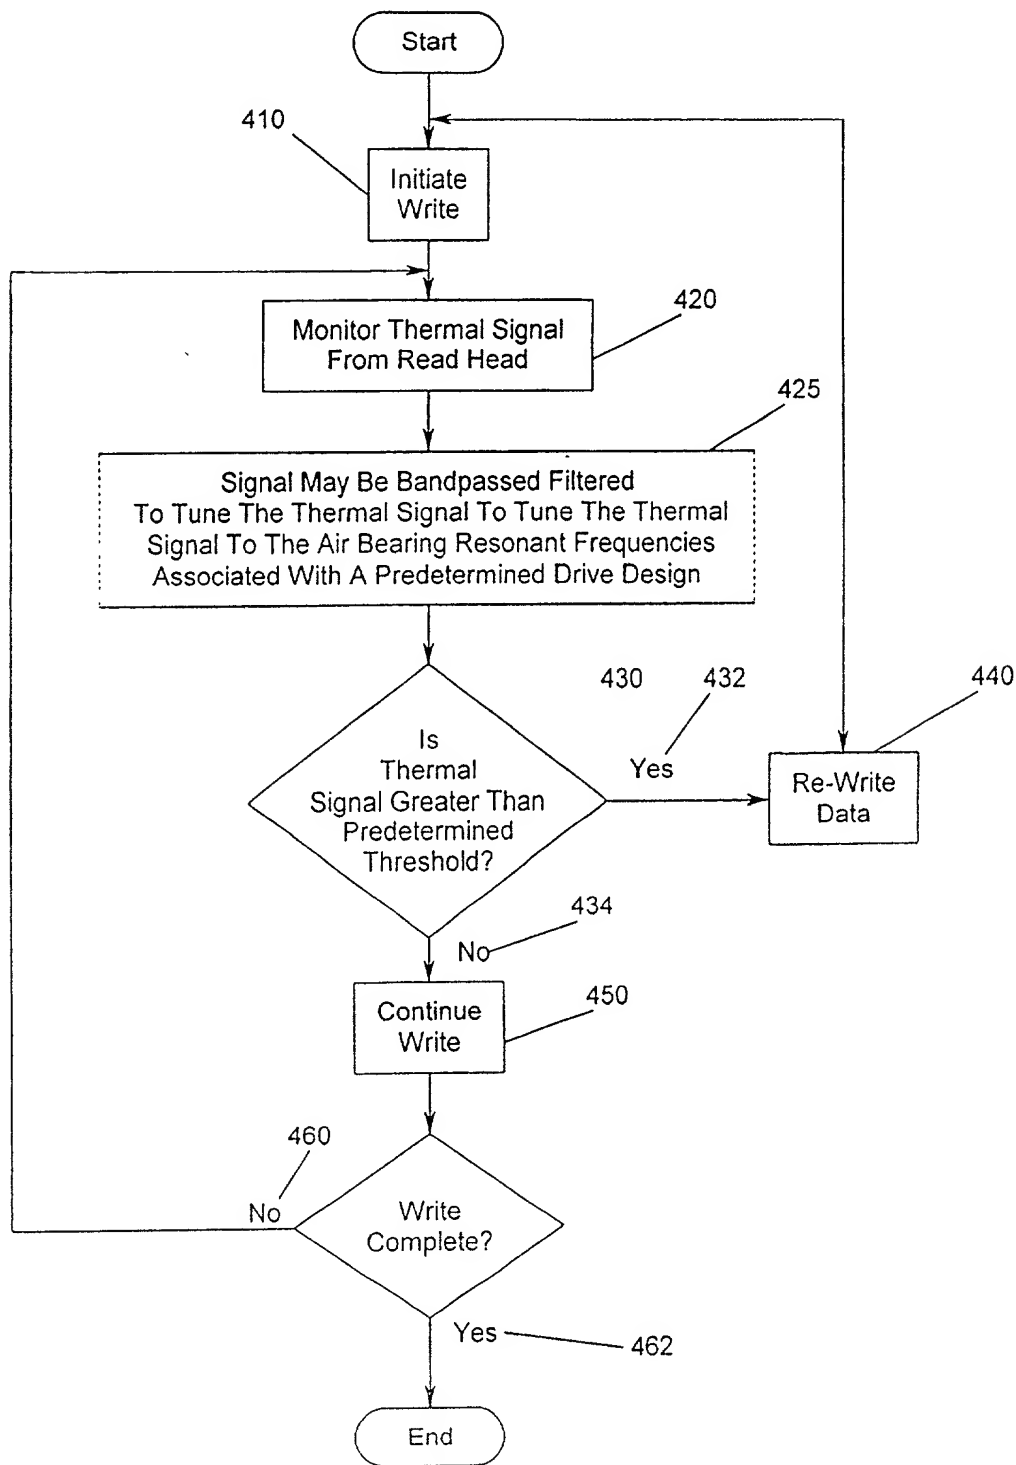 Start
410
Initiate
Write
420
Monitor Thermal Signal
From Read Head
425
Signal May Be Bandpassed Filtered
To Tune The Thermal Signal To Tune The Thermal
Signal To The Air Bearing Resonant Frequencies
Associated With A Predetermined Drive Design
430
432
440
Is
Thermal
Signal Greater Than
Predetermined
Threshold?
Yes
Re-Write
Data
434
No
450
Continue
Write
460
No
Write
Complete?
Yes
462
End